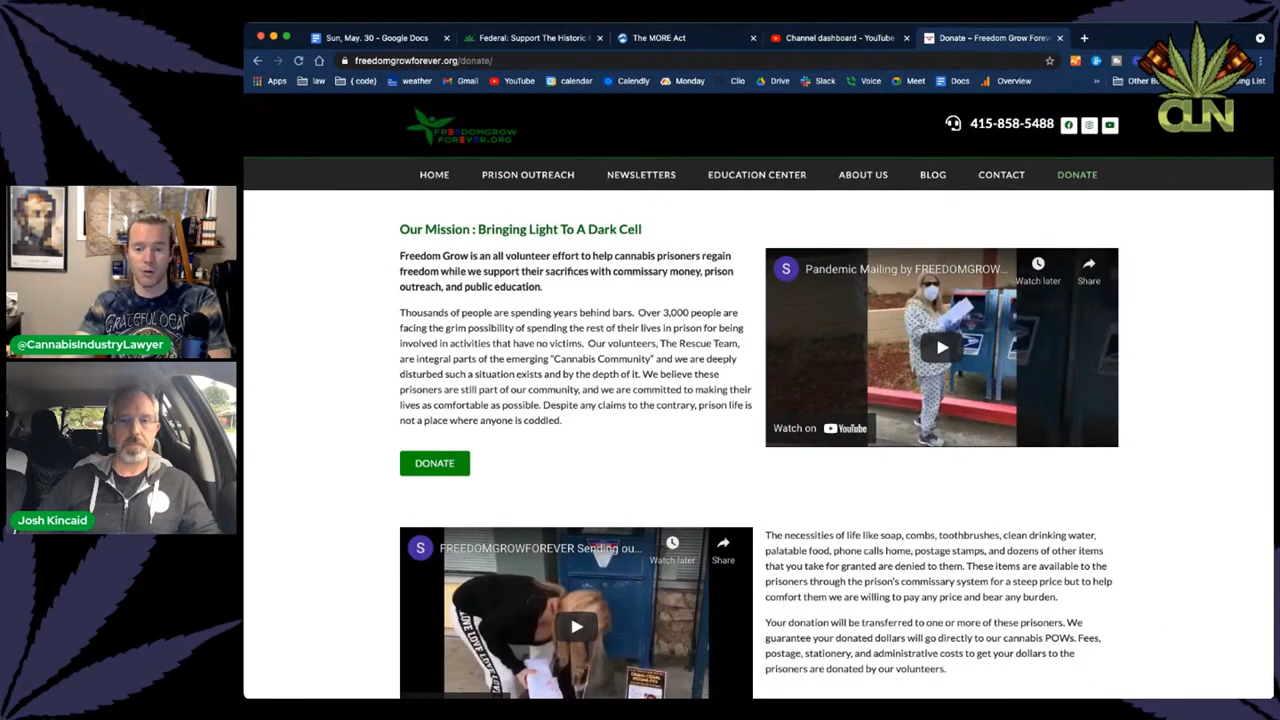 Sun, May. 30 - Google Docs
Federal: Support The Historic
The MORE Act
Channel dashboard - YouTube
Donate – Freedom Grow Forev
freedomgrowforever.org/donate/
Apps law { code } weather Gmail YouTube calendar Calendly Monday Clio Drive Slack Voice Meet Docs Overview » Other Bo ing List
CLN
FREEDOMGROW
FOREVER.ORG
415-858-5488
HOME PRISON OUTREACH NEWSLETTERS EDUCATION CENTER ABOUT US BLOG CONTACT DONATE
Our Mission : Bringing Light To A Dark Cell
Freedom Grow is an all volunteer effort to help cannabis prisoners regain
freedom while we support their sacrifices with commissary money, prison
outreach, and public education.
Thousands of people are spending years behind bars. Over 3,000 people are
facing the grim possibility of spending the rest of their lives in prison for being
involved in activities that have no victims. Our volunteers, The Rescue Team,
are integral parts of the emerging “Cannabis Community” and we are deeply
disturbed such a situation exists and by the depth of it. We believe these
prisoners are still part of our community, and we are committed to making their
lives as comfortable as possible. Despite any claims to the contrary, prison life is
not a place where anyone is coddled.
DONATE
S Pandemic Mailing by FREEDOMGROW...
Watch later Share
Watch on YouTube
GRATEFUL DEAD
@CannabisIndustryLawyer
Josh Kincaid
S FREEDOMGROWFOREVER Sending ou...
Watch later Share
LOVE LOVE LOVE
The necessities of life like soap, combs, toothbrushes, clean drinking water,
palatable food, phone calls home, postage stamps, and dozens of other items
that you take for granted are denied to them. These items are available to the
prisoners through the prison’s commissary system for a steep price but to help
comfort them we are willing to pay any price and bear any burden.
Your donation will be transferred to one or more of these prisoners. We
guarantee your donated dollars will go directly to our cannabis POWs. Fees,
postage, stationery, and administrative costs to get your dollars to the
prisoners are donated by our volunteers.